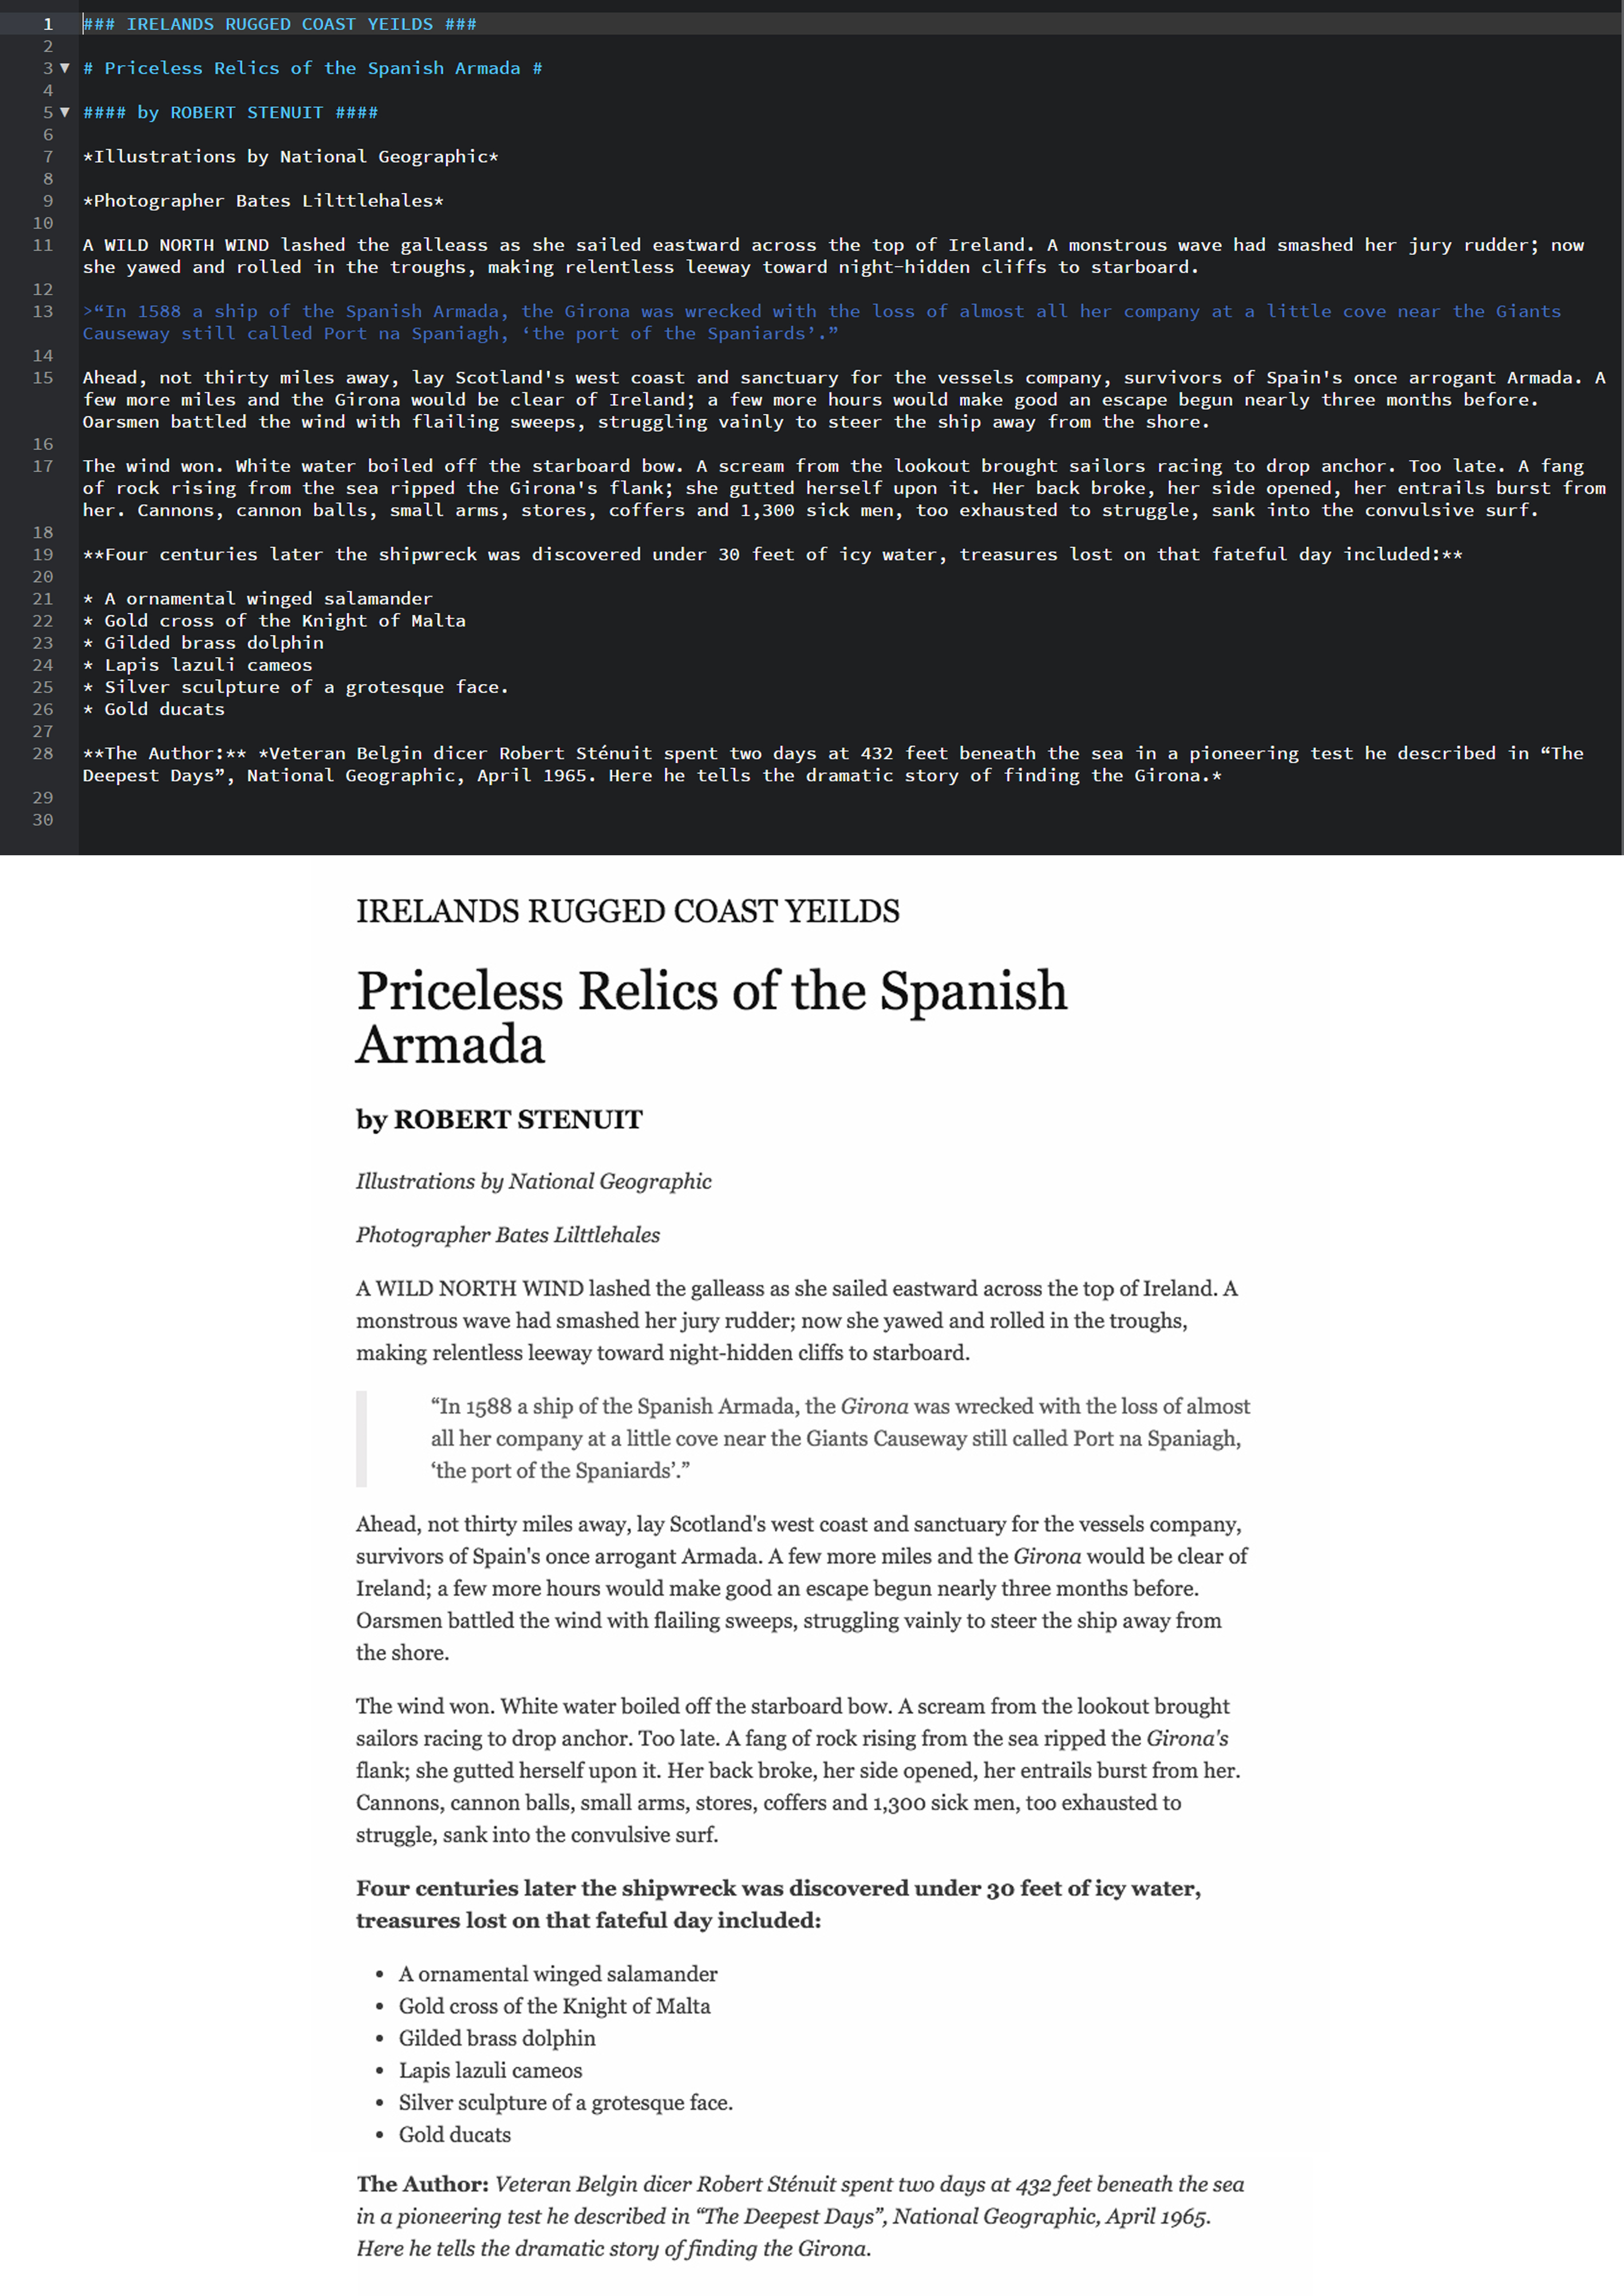 1 ### IRELANDS RUGGED COAST YEILDS ###
2
3 ▼ # Priceless Relics of the Spanish Armada #
4
5 ▼ #### by ROBERT STENUIT ####
6
7 *Illustrations by National Geographic*
8
9 *Photographer Bates Lilttlehales*
10
11 A WILD NORTH WIND lashed the galleass as she sailed eastward across the top of Ireland. A monstrous wave had smashed her jury rudder; now
she yawed and rolled in the troughs, making relentless leeway toward night-hidden cliffs to starboard.
12
13 >“In 1588 a ship of the Spanish Armada, the Girona was wrecked with the loss of almost all her company at a little cove near the Giants
Causeway still called Port na Spaniagh, ‘the port of the Spaniards’.”
14
15 Ahead, not thirty miles away, lay Scotland's west coast and sanctuary for the vessels company, survivors of Spain's once arrogant Armada. A
few more miles and the Girona would be clear of Ireland; a few more hours would make good an escape begun nearly three months before.
Oarsmen battled the wind with flailing sweeps, struggling vainly to steer the ship away from the shore.
16
17 The wind won. White water boiled off the starboard bow. A scream from the lookout brought sailors racing to drop anchor. Too late. A fang
of rock rising from the sea ripped the Girona's flank; she gutted herself upon it. Her back broke, her side opened, her entrails burst from
her. Cannons, cannon balls, small arms, stores, coffers and 1,300 sick men, too exhausted to struggle, sank into the convulsive surf.
18
19 **Four centuries later the shipwreck was discovered under 30 feet of icy water, treasures lost on that fateful day included:**
20
21 * A ornamental winged salamander
22 * Gold cross of the Knight of Malta
23 * Gilded brass dolphin
24 * Lapis lazuli cameos
25 * Silver sculpture of a grotesque face.
26 * Gold ducats
27
28 **The Author:** *Veteran Belgin dicer Robert Sténuit spent two days at 432 feet beneath the sea in a pioneering test he described in “The
Deepest Days”, National Geographic, April 1965. Here he tells the dramatic story of finding the Girona.*
29
30
IRELANDS RUGGED COAST YEILDS
Priceless Relics of the Spanish
Armada
by ROBERT STENUIT
Illustrations by National Geographic
Photographer Bates Lilttlehales
A WILD NORTH WIND lashed the galleass as she sailed eastward across the top of Ireland. A
monstrous wave had smashed her jury rudder; now she yawed and rolled in the troughs,
making relentless leeway toward night-hidden cliffs to starboard.
“In 1588 a ship of the Spanish Armada, the Girona was wrecked with the loss of almost
all her company at a little cove near the Giants Causeway still called Port na Spaniagh,
‘the port of the Spaniards’.”
Ahead, not thirty miles away, lay Scotland's west coast and sanctuary for the vessels company,
survivors of Spain's once arrogant Armada. A few more miles and the Girona would be clear of
Ireland; a few more hours would make good an escape begun nearly three months before.
Oarsmen battled the wind with flailing sweeps, struggling vainly to steer the ship away from
the shore.
The wind won. White water boiled off the starboard bow. A scream from the lookout brought
sailors racing to drop anchor. Too late. A fang of rock rising from the sea ripped the Girona's
flank; she gutted herself upon it. Her back broke, her side opened, her entrails burst from her.
Cannons, cannon balls, small arms, stores, coffers and 1,300 sick men, too exhausted to
struggle, sank into the convulsive surf.
Four centuries later the shipwreck was discovered under 30 feet of icy water,
treasures lost on that fateful day included:
• A ornamental winged salamander
• Gold cross of the Knight of Malta
• Gilded brass dolphin
• Lapis lazuli cameos
• Silver sculpture of a grotesque face.
• Gold ducats
The Author: Veteran Belgin dicer Robert Sténuit spent two days at 432 feet beneath the sea
in a pioneering test he described in “The Deepest Days”, National Geographic, April 1965.
Here he tells the dramatic story of finding the Girona.